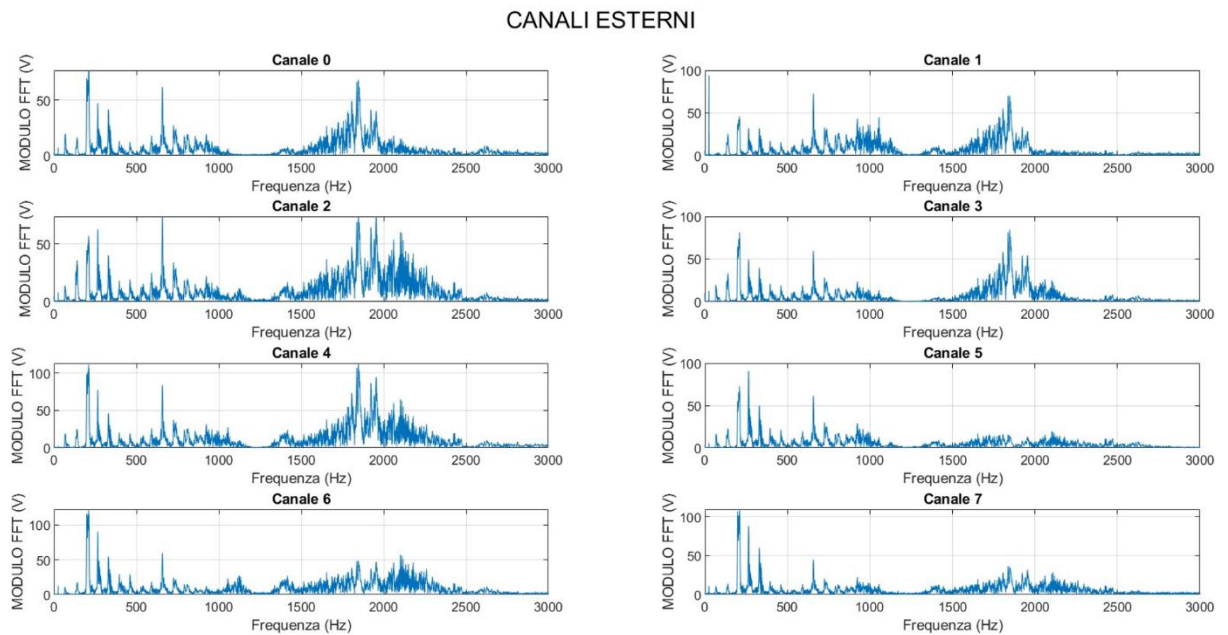 CANALI ESTERNI
Canale 0
MODULO FFT (V)
50
0
0 500 1000 1500 2000 2500 3000
Frequenza (Hz)
Canale 1
MODULO FFT (V)
100
50
0
0 500 1000 1500 2000 2500 3000
Frequenza (Hz)
Canale 2
MODULO FFT (V)
50
0
0 500 1000 1500 2000 2500 3000
Frequenza (Hz)
Canale 3
MODULO FFT (V)
100
50
0
0 500 1000 1500 2000 2500 3000
Frequenza (Hz)
Canale 4
MODULO FFT (V)
100
50
0
0 500 1000 1500 2000 2500 3000
Frequenza (Hz)
Canale 5
MODULO FFT (V)
100
50
0
0 500 1000 1500 2000 2500 3000
Frequenza (Hz)
Canale 6
MODULO FFT (V)
100
50
0
0 500 1000 1500 2000 2500 3000
Frequenza (Hz)
Canale 7
MODULO FFT (V)
100
50
0
0 500 1000 1500 2000 2500 3000
Frequenza (Hz)